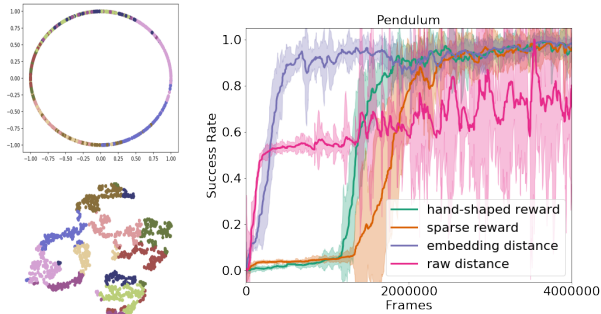 1.00
0.75
0.50
0.25
0.00
0.25
0.50
0.75
1.00
−1.00 −0.75 −0.50 −0.25 0.00 0.25 0.50 0.75 1.00
Pendulum
Success Rate
1.0
0.8
0.6
0.4
0.2
0.0
hand-shaped reward
sparse reward
embedding distance
raw distance
0 2000000 4000000
Frames